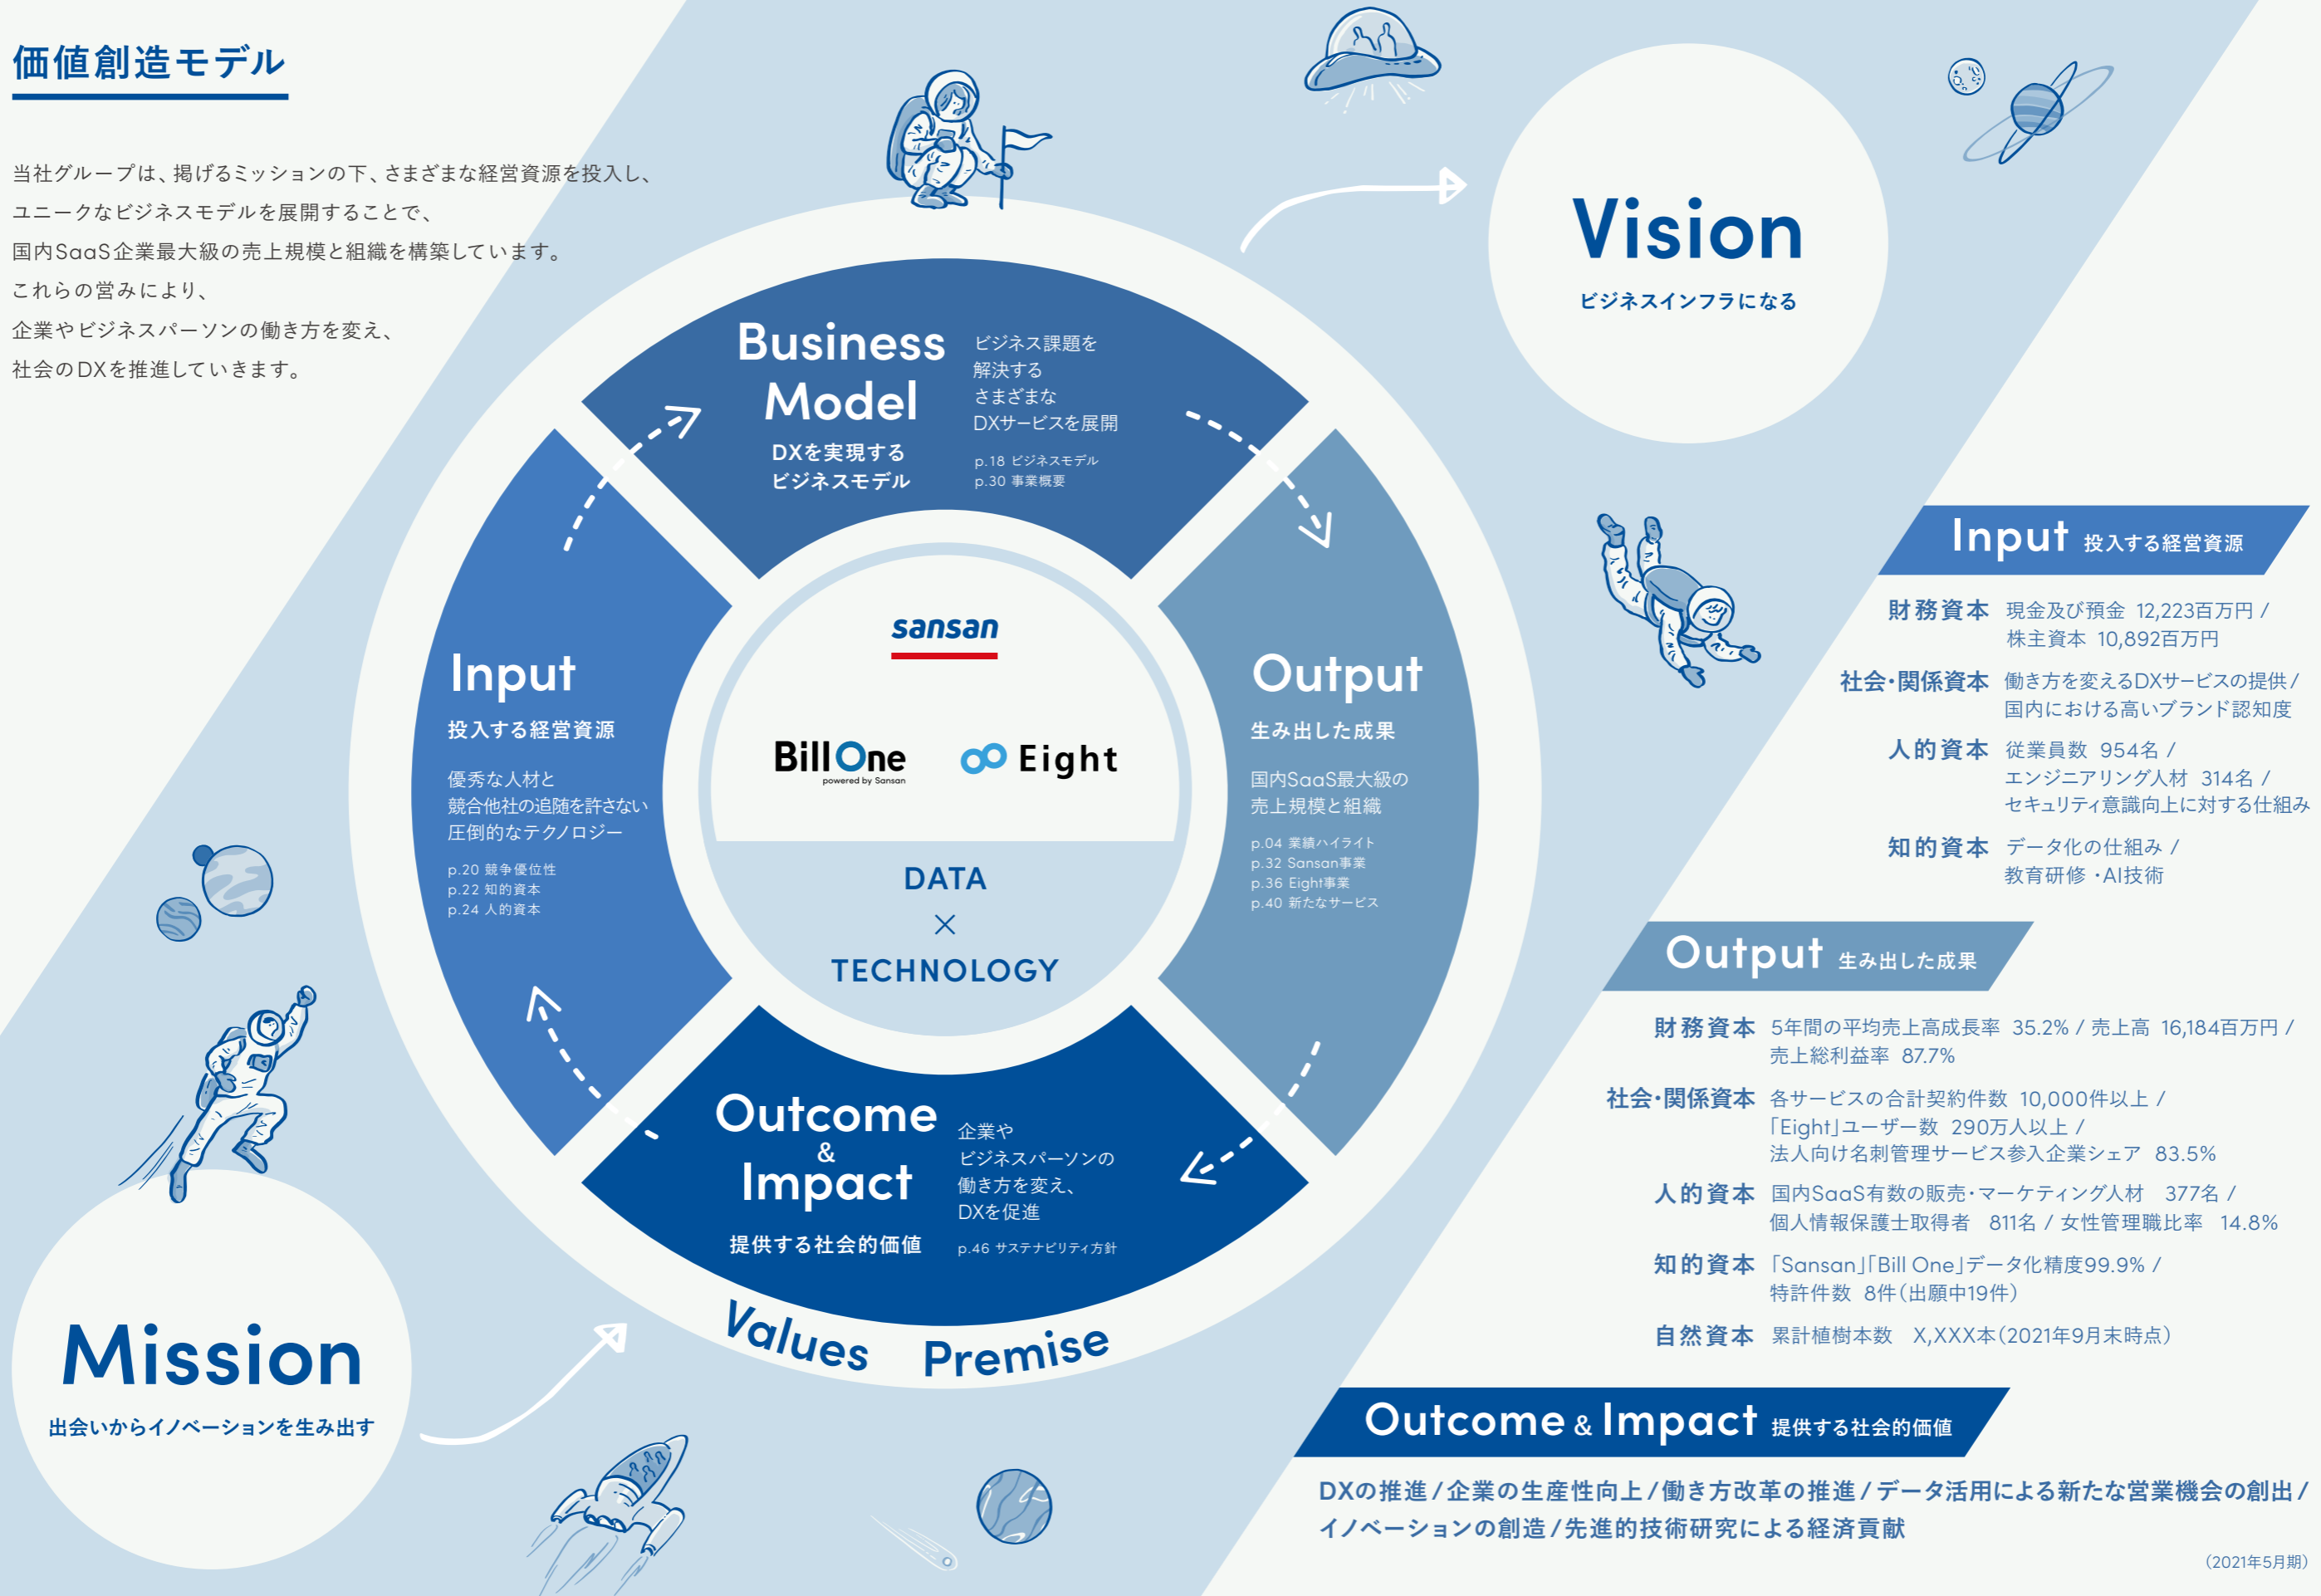 価値創造モデル
当社グループは、掲げるミッションの下、さまざまな経営資源を投入し、
ユニークなビジネスモデルを展開することで、
国内SaaS企業最大級の売上規模と組織を構築しています。
これらの営みにより、
企業やビジネスパーソンの働き方を変え、
社会のDXを推進していきます。
Vision
ビジネスインフラになる
Business
Model
DXを実現する
ビジネスモデル
ビジネス課題を
解決する
さまざまな
DXサービスを展開
p.18 ビジネスモデル
p.30 事業概要
Input
投入する経営資源
優秀な人材と
競合他社の追随を許さない
圧倒的なテクノロジー
p.20 競争優位性
p.22 知的資本
p.24 人的資本
sansan
Bill One
powered by Sansan
Eight
DATA
×
TECHNOLOGY
Output
生み出した成果
国内SaaS最大級の
売上規模と組織
p.04 業績ハイライト
p.32 Sansan事業
p.36 Eight事業
p.40 新たなサービス
Outcome
&
Impact
提供する社会的価値
企業や
ビジネスパーソンの
働き方を変え、
DXを促進
p.46 サステナビリティ方針
Values Premise
Mission
出会いからイノベーションを生み出す
Input 投入する経営資源
財務資本 現金及び預金 12,223百万円 /
株主資本 10,892百万円
社会・関係資本 働き方を変えるDXサービスの提供 /
国内における高いブランド認知度
人的資本 従業員数 954名 /
エンジニアリング人材 314名 /
セキュリティ意識向上に対する仕組み
知的資本 データ化の仕組み /
教育研修・AI技術
Output 生み出した成果
財務資本 5年間の平均売上高成長率 35.2% / 売上高 16,184百万円 /
売上総利益率 87.7%
社会・関係資本 各サービスの合計契約件数 10,000件以上 /
「Eight」ユーザー数 290万人以上 /
法人向け名刺管理サービス参入企業シェア 83.5%
人的資本 国内SaaS有数の販売・マーケティング人材 377名 /
個人情報保護士取得者 811名 / 女性管理職比率 14.8%
知的資本 「Sansan」「Bill One」データ化精度99.9% /
特許件数 8件（出願中19件）
自然資本 累計植樹本数 X,XXX本（2021年9月末時点）
Outcome & Impact 提供する社会的価値
DXの推進 / 企業の生産性向上 / 働き方改革の推進 / データ活用による新たな営業機会の創出 /
イノベーションの創造 / 先進的技術研究による経済貢献
（2021年5月期）